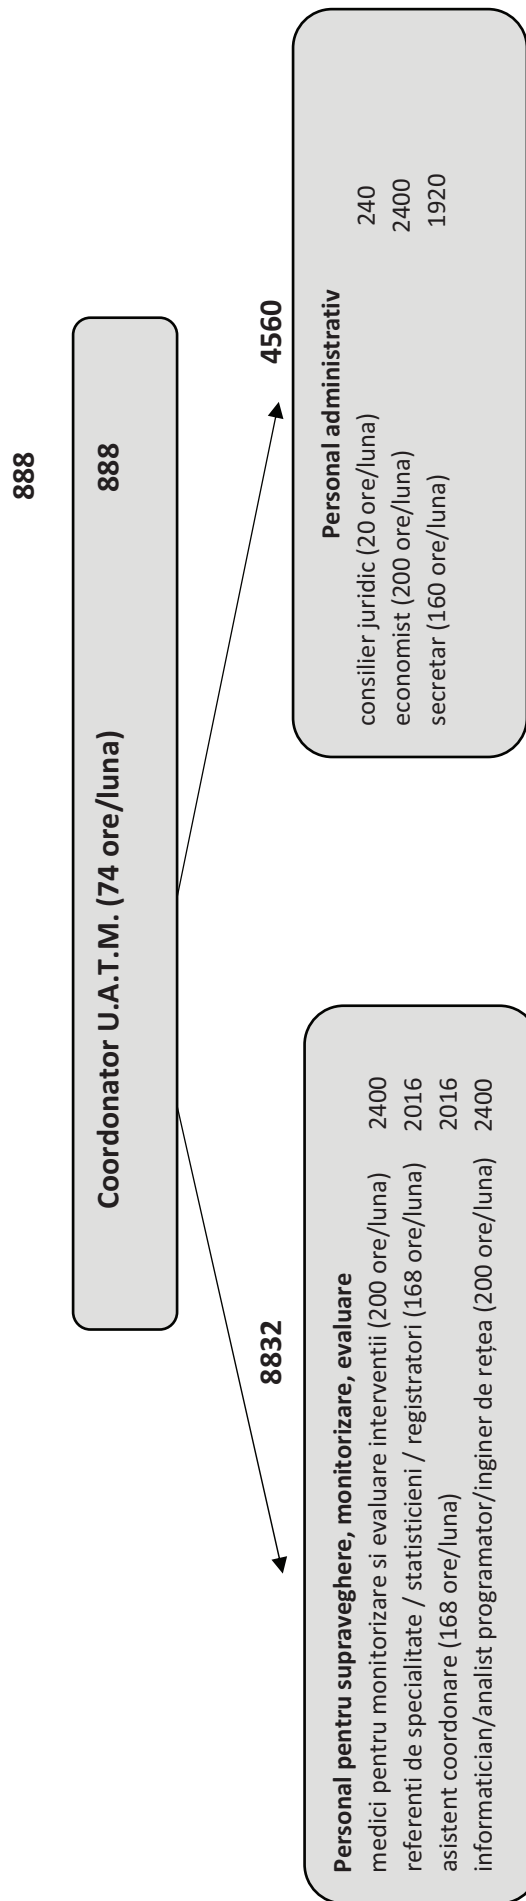 888
Coordonator U.A.T.M. (74 ore/luna) 888
8832
Personal pentru supraveghere, monitorizare, evaluare
medici pentru monitorizare si evaluare interventii (200 ore/luna) 2400
referenti de specialitate / statisticieni / registratori (168 ore/luna) 2016
asistent coordonare (168 ore/luna) 2016
informatician/analist programator/inginer de rețea (200 ore/luna) 2400
4560
Personal administrativ
consilier juridic (20 ore/luna) 240
economist (200 ore/luna) 2400
secretar (160 ore/luna) 1920